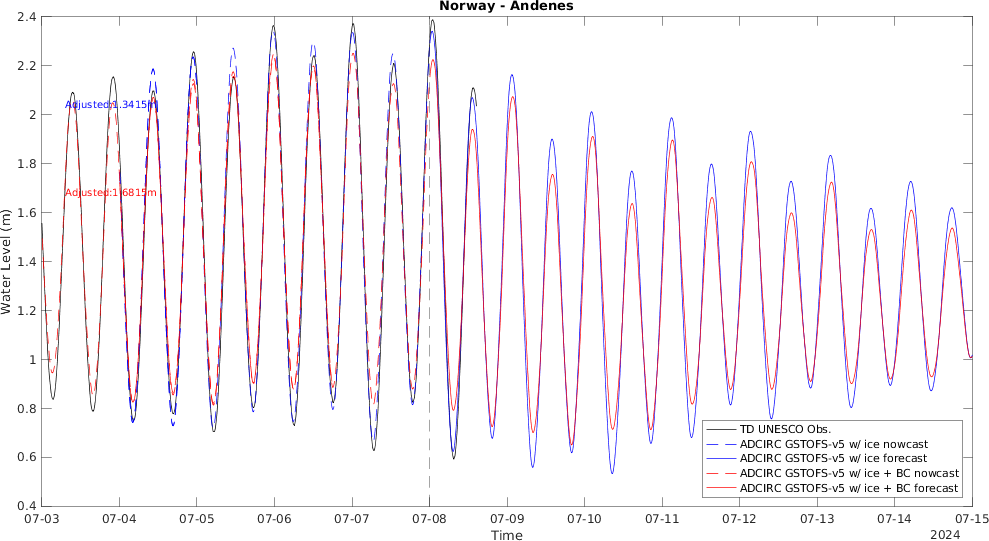 Norway - Andenes
2.4
2.2
2
1.8
1.6
1.4
1.2
1
0.8
0.6
0.4
Water Level (m)
Adjusted:1.3415m
Adjusted:1.6815m
TD UNESCO Obs.
ADCIRC GSTOFS-v5 w/ ice nowcast
ADCIRC GSTOFS-v5 w/ ice forecast
ADCIRC GSTOFS-v5 w/ ice + BC nowcast
ADCIRC GSTOFS-v5 w/ ice + BC forecast
07-03 07-04 07-05 07-06 07-07 07-08 07-09 07-10 07-11 07-12 07-13 07-14 07-15
Time
2024